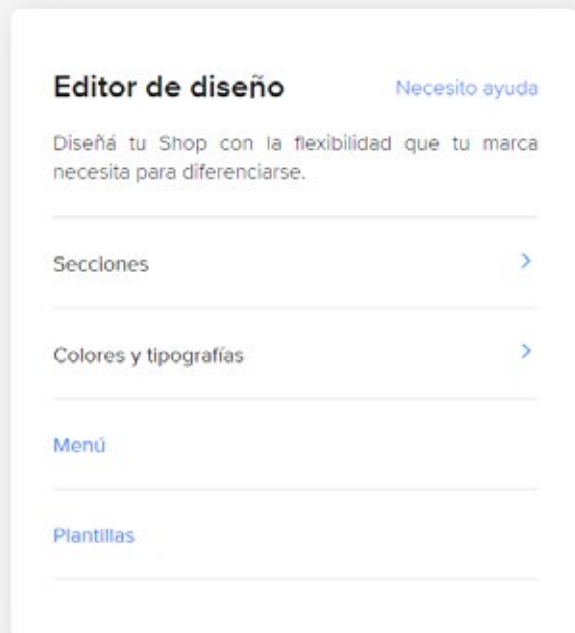 Editor de diseño
Necesito ayuda
Diseñá tu Shop con la flexibilidad que tu marca
necesita para diferenciarse.
Secciones
Colores y tipografías
Menú
Plantillas